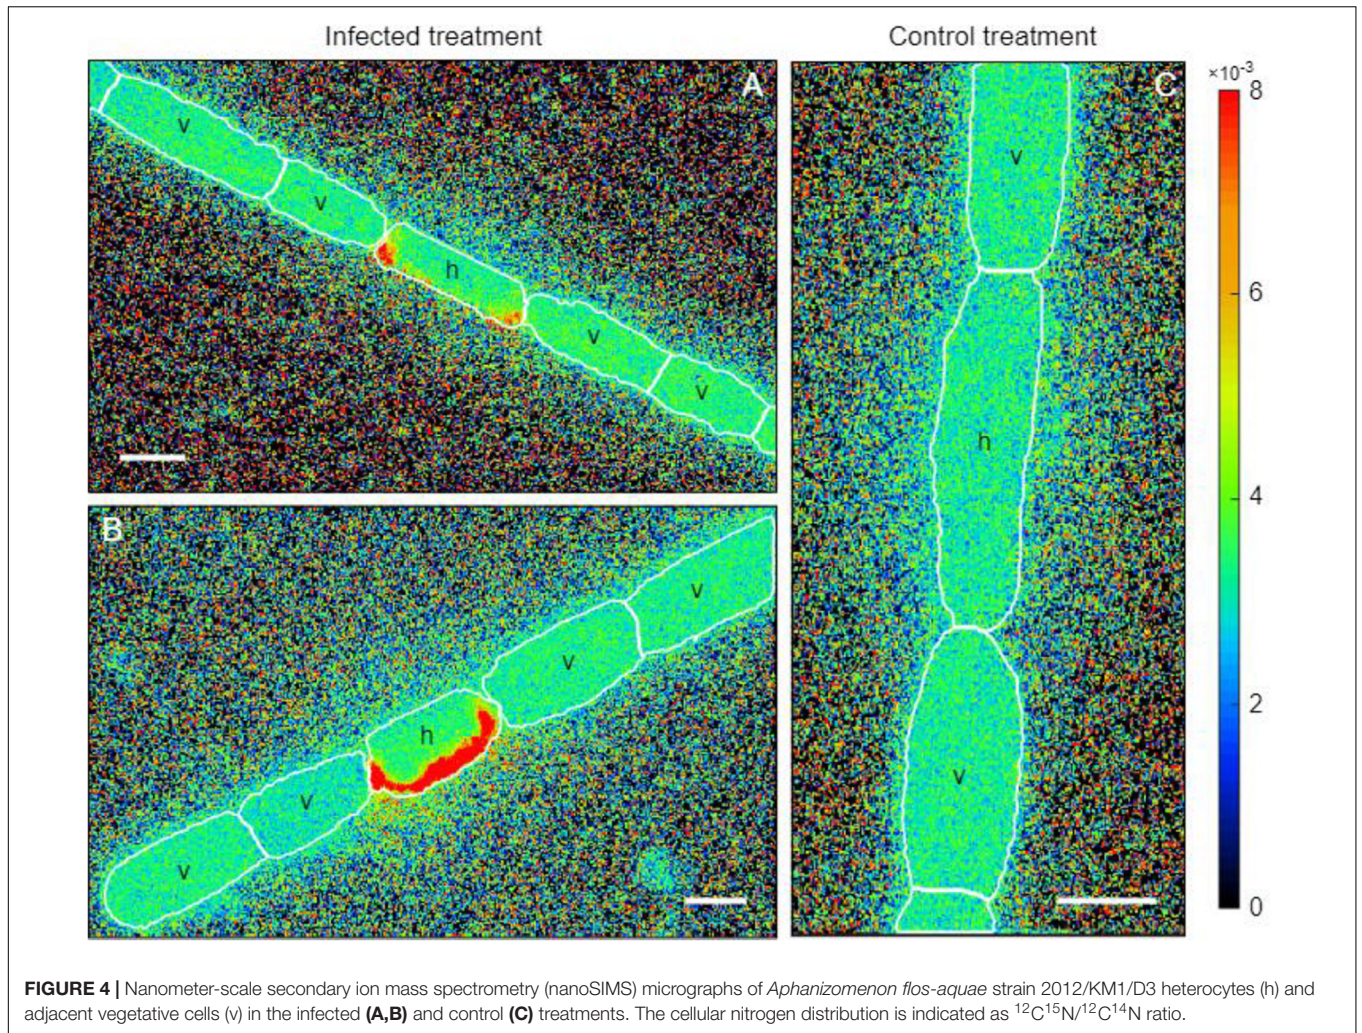 Infected treatment
Control treatment
A
v
v
h
v
v
B
v
v
h
v
v
C
v
h
v
×10⁻³
8
6
4
2
0
FIGURE 4 | Nanometer-scale secondary ion mass spectrometry (nanoSIMS) micrographs of Aphanizomenon flos-aquae strain 2012/KM1/D3 heterocytes (h) and
adjacent vegetative cells (v) in the infected (A,B) and control (C) treatments. The cellular nitrogen distribution is indicated as ¹²C¹⁵N/¹²C¹⁴N ratio.